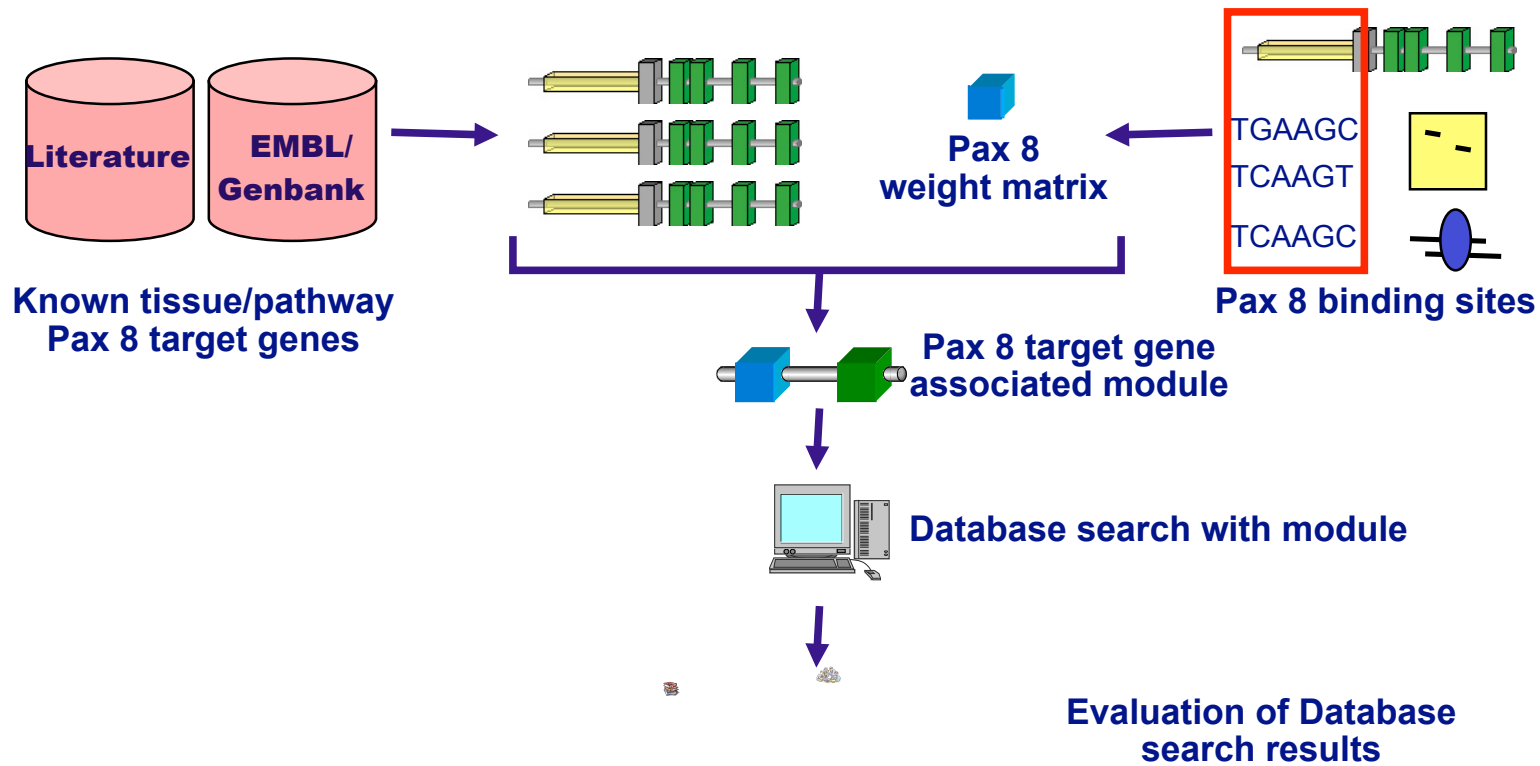 Literature
EMBL/
Genbank
Known tissue/pathway
Pax 8 target genes
Pax 8
weight matrix
TGAAGC
TCAAGT
TCAAGC
Pax 8 binding sites
Pax 8 target gene
associated module
Database search with module
Evaluation of Database
search results